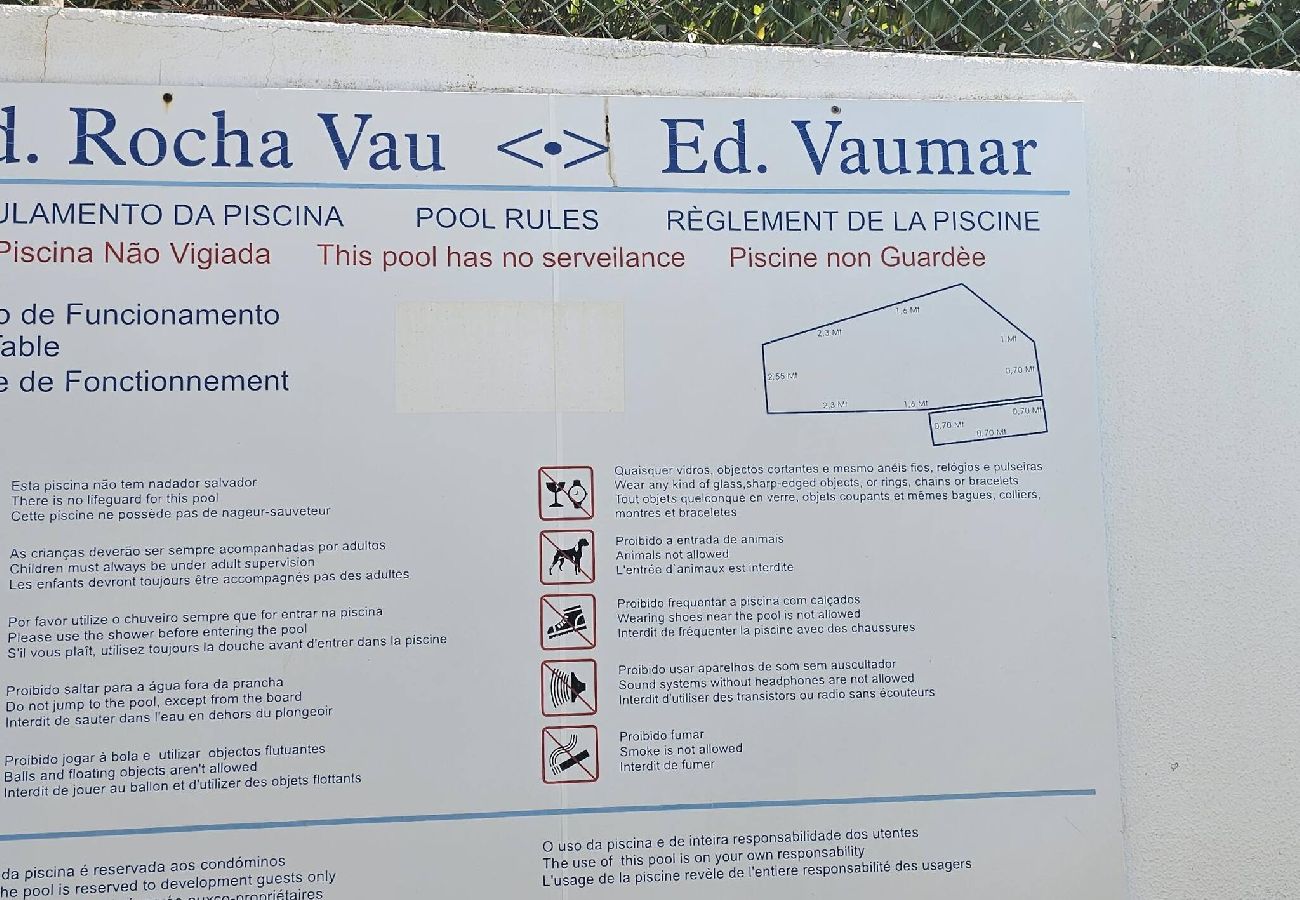 d. Rocha Vau <•> Ed. Vaumar
ULAMENTO DA PISCINA POOL RULES RÈGLEMENT DE LA PISCINE
Piscina Não Vigiada This pool has no serveilance Piscine non Guardèe
o de Funcionamento
Table
e de Fonctionnement
1,6 Mt
2,3 Mt
1 Mt
2,55 Mt
0,70 Mt
2,3 Mt
1,6 Mt
0,70 Mt
0,70 Mt
0,70 Mt
Esta piscina não tem nadador salvador
There is no lifeguard for this pool
Cette piscine ne possède pas de nageur-sauveteur
As crianças deverão ser sempre acompanhadas por adultos
Children must always be under adult supervision
Les enfants devront toujours être accompagnés pas des adultes
Por favor utilize o chuveiro sempre que for entrar na piscina
Please use the shower before entering the pool
S'il vous plaît, utilisez toujours la douche avant d'entrer dans la piscine
Proibido saltar para a água fora da prancha
Do not jump to the pool, except from the board
Interdit de sauter dans l'eau en dehors du plongeoir
Proibido jogar à bola e utilizar objectos flutuantes
Balls and floating objects aren't allowed
Interdit de jouer au ballon et d'utilizer des objets flottants
Quaisquer vidros, objectos cortantes e mesmo anéis fios, relógios e pulseiras
Wear any kind of glass,sharp-edged objects, or rings, chains or bracelets
Tout objets quelconque en verre, objets coupants et mêmes bagues, colliers,
montres et braceletes
Proibido a entrada de animais
Animals not allowed
L'entrée d'animaux est interdite
Proibido frequentar a piscina com calçados
Wearing shoes near the pool is not allowed
Interdit de fréquenter la piscine avec des chaussures
Proibido usar aparelhos de som sem auscultador
Sound systems without headphones are not allowed
Interdit d'utiliser des transistors ou radio sans écouteurs
Proibido fumar
Smoke is not allowed
Interdit de fumer
da piscina é reservada aos condóminos
he pool is reserved to development guests only
O uso da piscina e de inteira responsabilidade dos utentes
The use of this pool is on your own responsability
L'usage de la piscine revèle de l'entiere responsabilité des usagers